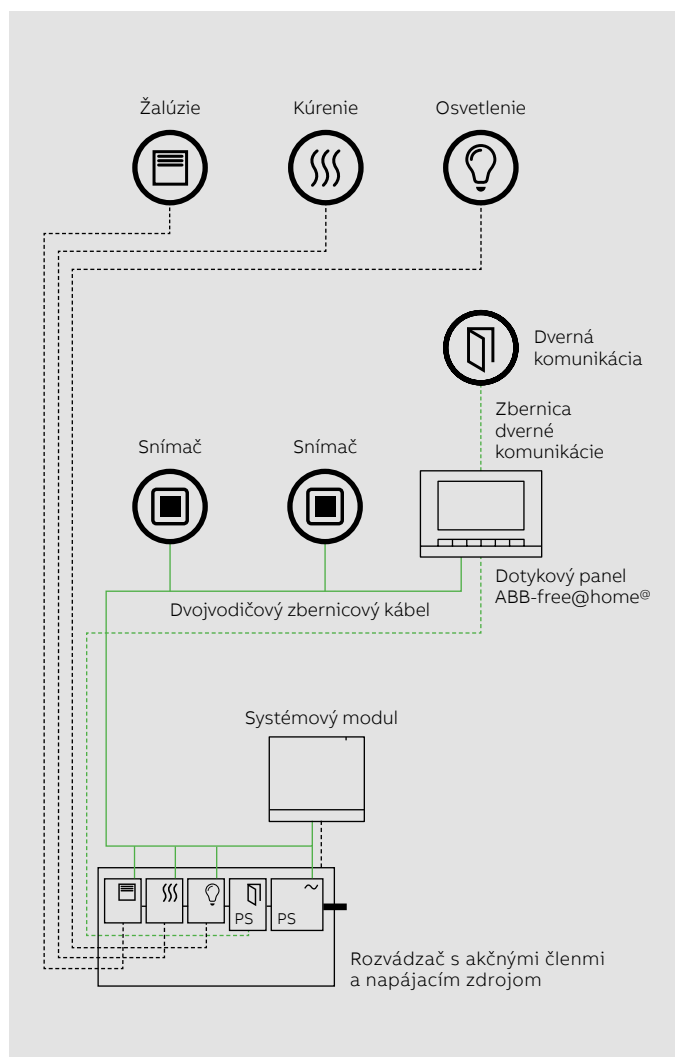 Žalúzie
Kúrenie
Osvetlenie
Dverná
komunikácia
Zbernica
dverné
komunikácie
Snímač
Snímač
Dotykový panel
ABB-free@home@
Dvojvodičový zbernicový kábel
Systémový modul
PS
PS
Rozvádzač s akčnými členmi
a napájacím zdrojom